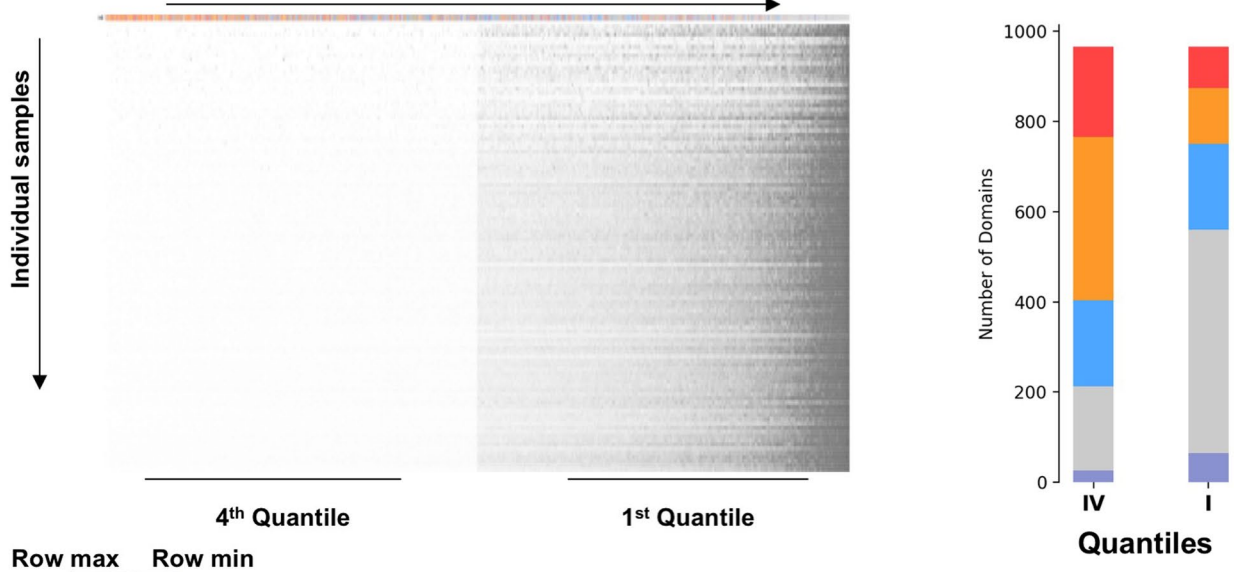 Individual samples
4th Quantile
1st Quantile
Row max Row min
1000
800
600
400
200
0
Number of Domains
IV
I
Quantiles